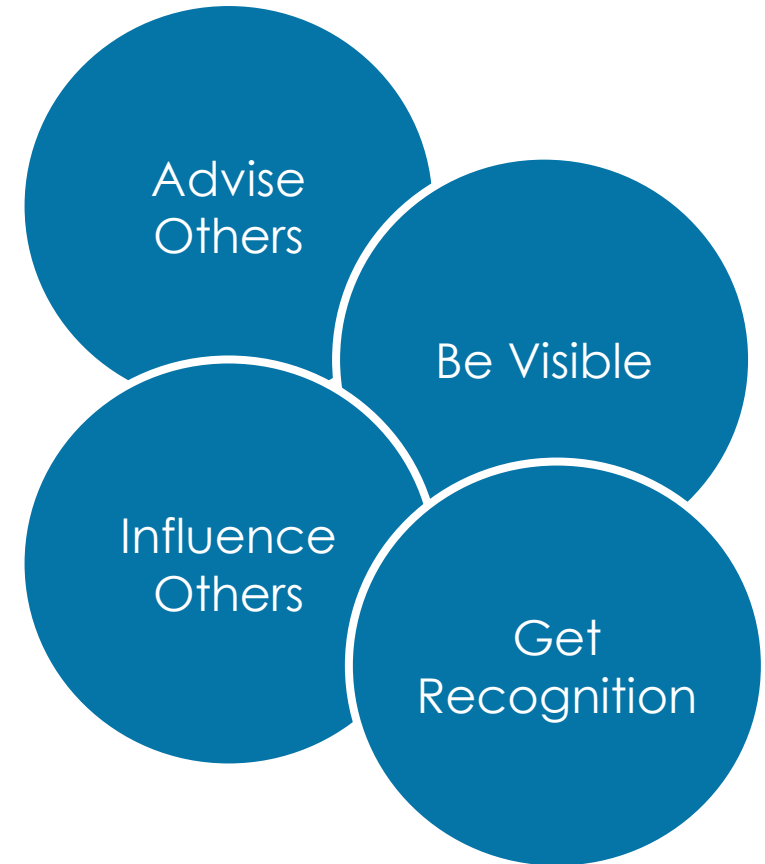 Advise
Others
Be Visible
Influence
Others
Get
Recognition